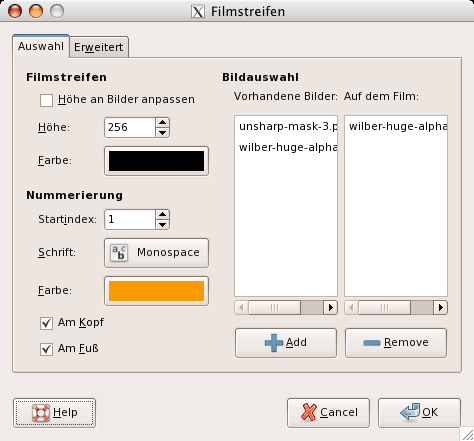 Filmstreifen
Auswahl
Erweitert
Filmstreifen
Höhe an Bilder anpassen
Höhe: 256
Farbe:
Nummerierung
Startindex: 1
Schrift: Monospace
Farbe:
Am Kopf
Am Fuß
Bildauswahl
Vorhandene Bilder:
unsharp-mask-3.p
wilber-huge-alpha
Auf dem Film:
wilber-huge-alpha
Add
Remove
Help
Cancel
OK